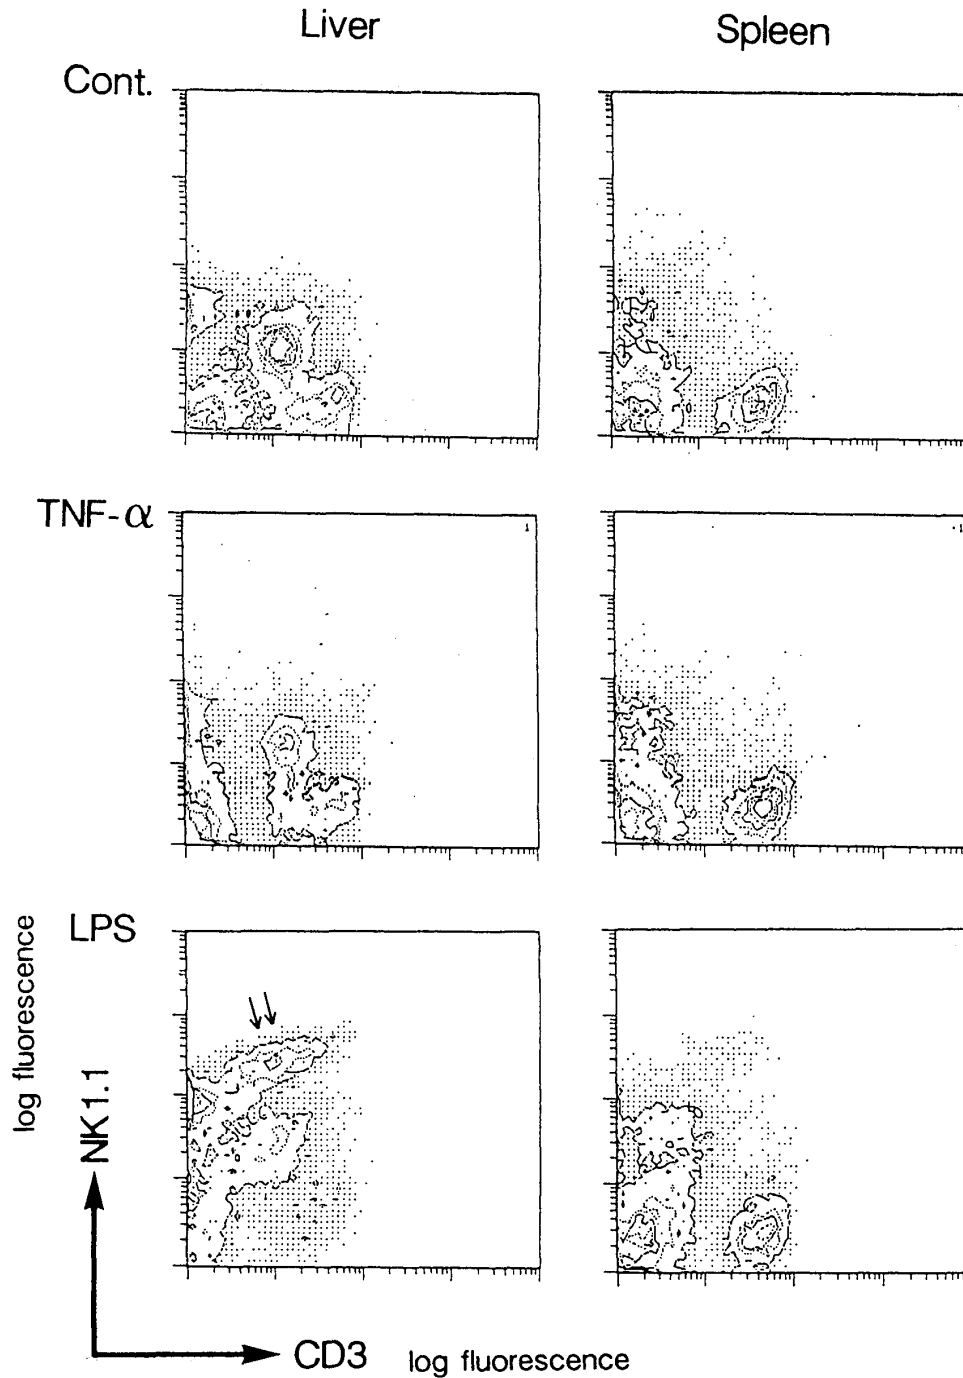 Liver
Spleen
Cont.
TNF-α
LPS
NK1.1
log fluorescence
CD3 log fluorescence